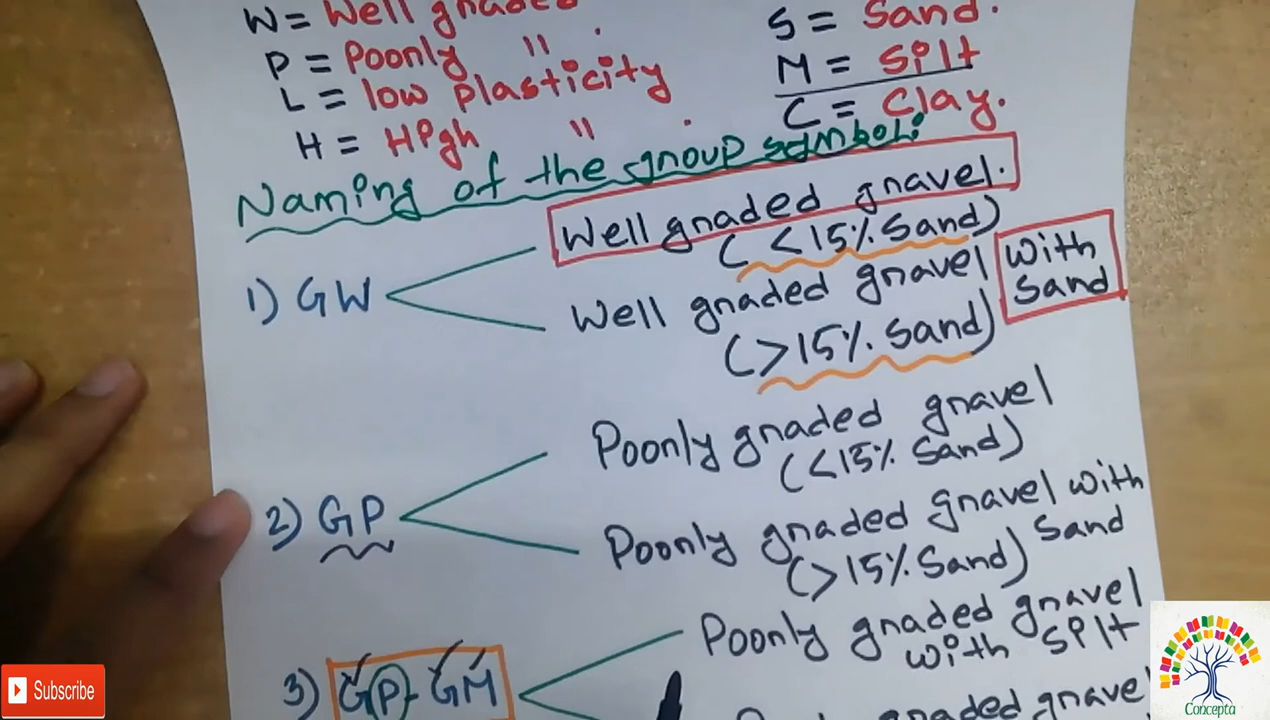 W = Well graded
P = Poorly " .
L = low plasticity
H = High " .
S = Sand.
M = Silt
C = Clay.
Naming of the group symbol:
1) GW
Well graded gravel.
( <15% Sand)
Well graded gravel with Sand
(>15% Sand)
2) GP
Poorly graded gravel
(<15% Sand)
Poorly graded gravel with Sand
(>15% Sand)
3) GP-GM
Poorly graded gravel
with Silt
graded gravel
Subscribe
Concepta